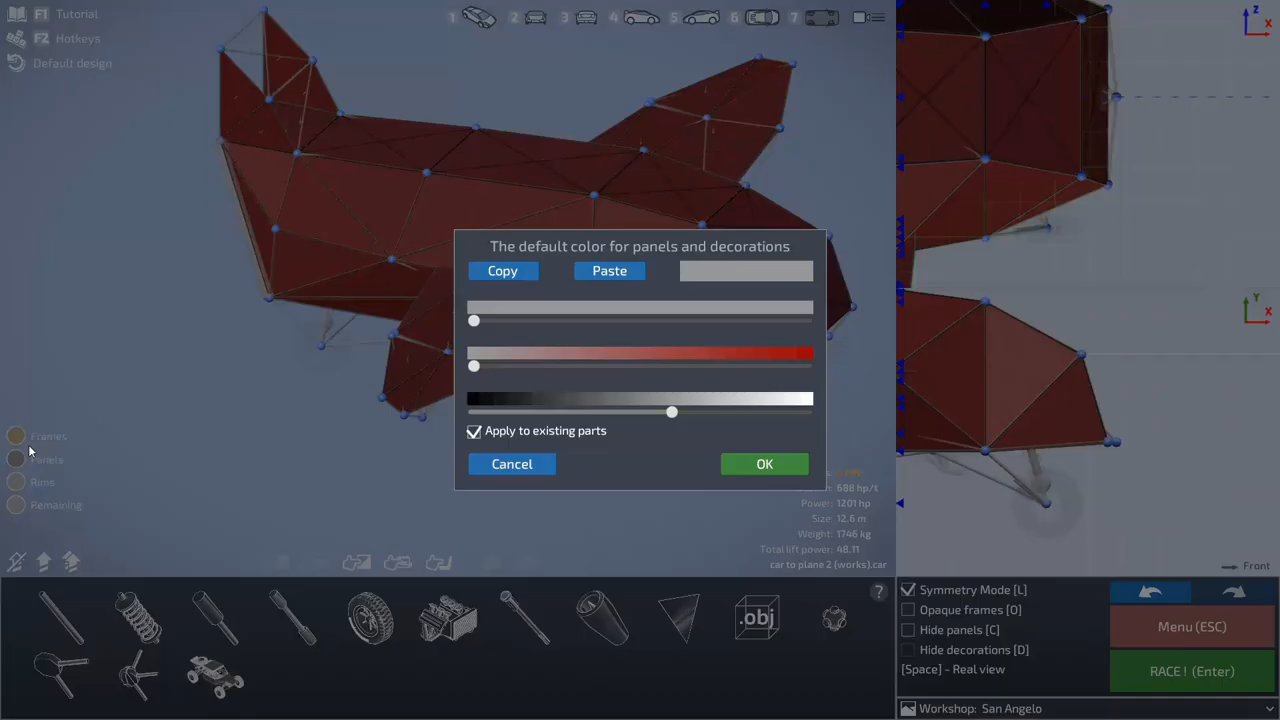 F1 Tutorial
F2 Hotkeys
Default design
1 2 3 4 5 6 7
Z
X
The default color for panels and decorations
Copy Paste
Y
X
Apply to existing parts
Cancel OK
Frames
Panels
Rims
Remaining
688 hp/t
Power: 1201 hp
Size: 12.6 m
Weight: 1746 kg
Total lift power: 48.11
car to plane 2 (works).car
Front
?
.obj
Symmetry Mode [L]
Opaque frames [O]
Hide panels [C]
Hide decorations [D]
[Space] - Real view
Menu (ESC)
RACE ! (Enter)
Workshop: San Angelo